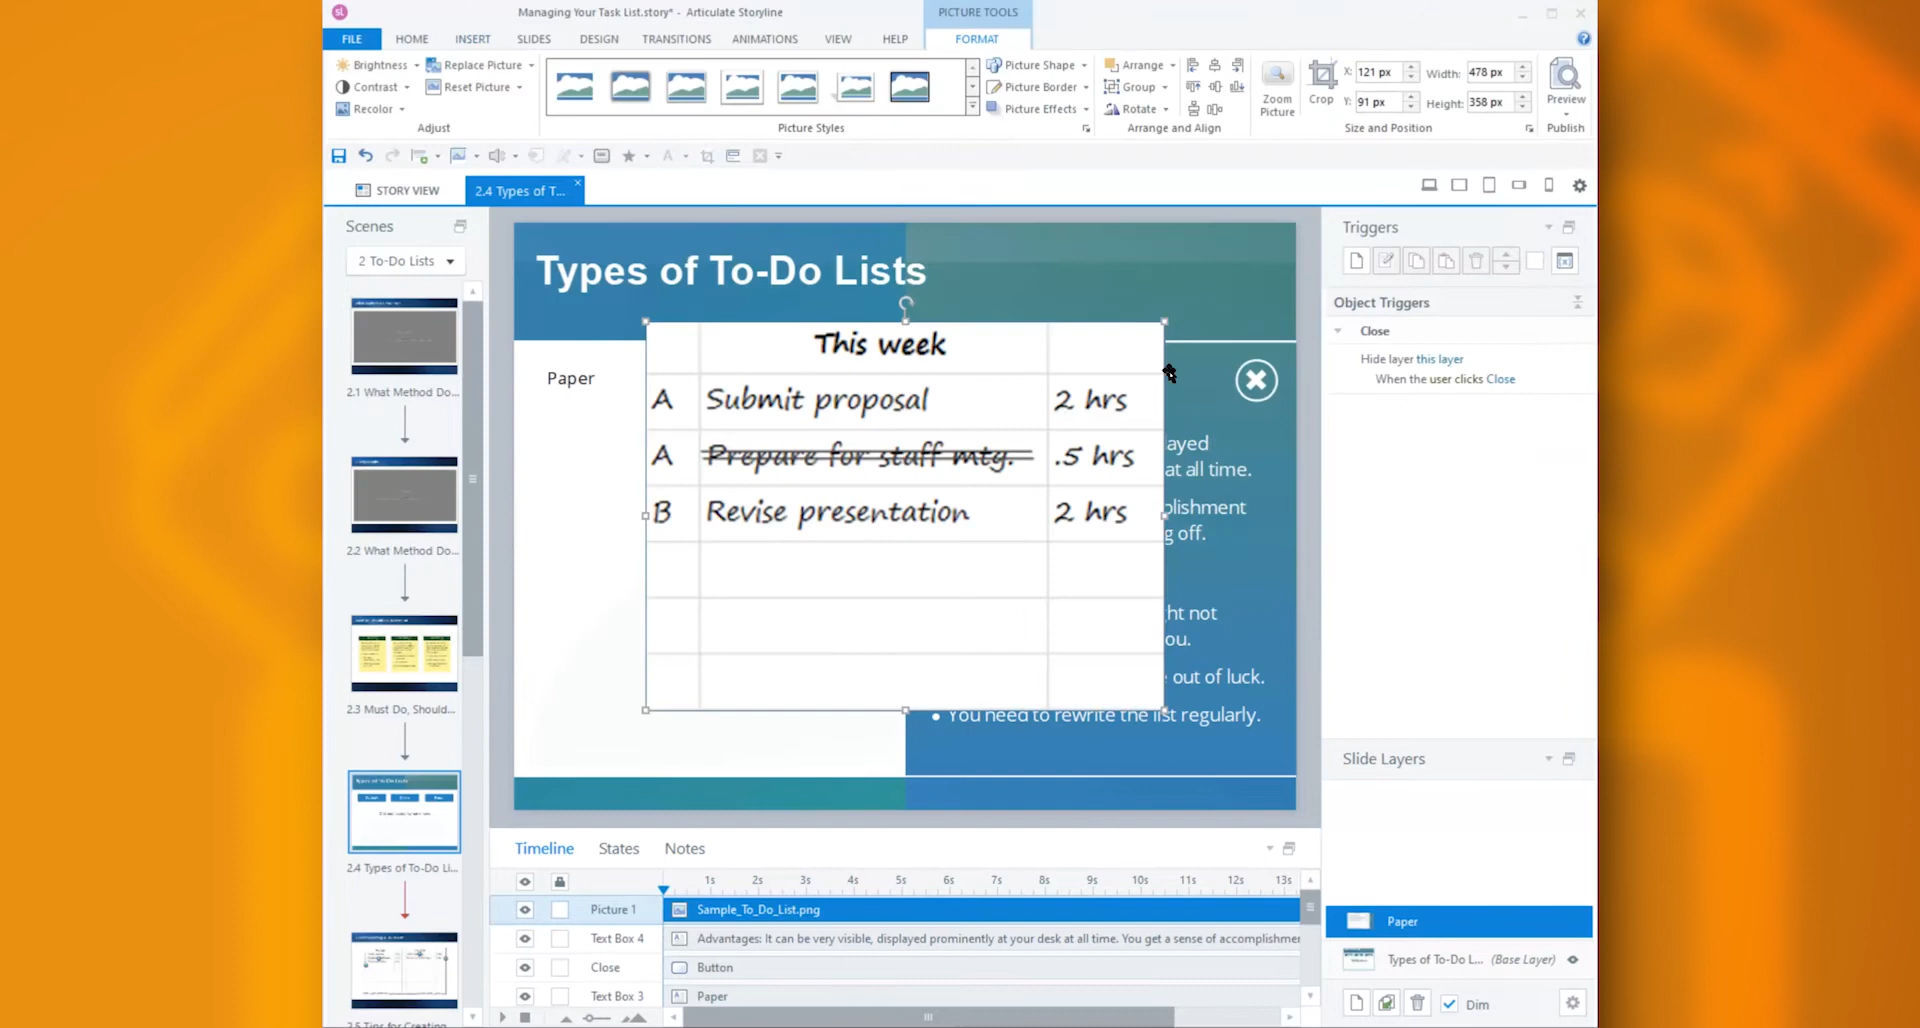 Managing Your Task List.story* - Articulate Storyline
PICTURE TOOLS
FILE HOME INSERT SLIDES DESIGN TRANSITIONS ANIMATIONS VIEW HELP FORMAT
Brightness
Contrast
Recolor
Replace Picture
Reset Picture
Adjust
Picture Styles
Picture Shape
Picture Border
Picture Effects
Arrange
Group
Rotate
Arrange and Align
Zoom
Picture
Crop
X: 121 px
Y: 91 px
Width: 478 px
Height: 358 px
Size and Position
Preview
Publish
STORY VIEW
2.4 Types of T...
Scenes
2 To-Do Lists
2.1 What Method Do...
2.2 What Method Do...
2.3 Must Do, Should...
2.4 Types of To-Do Li...
Types of To-Do Lists
Paper
This week
A Submit proposal 2 hrs
A Prepare for staff mtg. .5 hrs
B Revise presentation 2 hrs
at all time.
g off.
out of luck.
You need to rewrite the list regularly.
Triggers
Object Triggers
Close
Hide layer this layer
When the user clicks Close
Slide Layers
Paper
Types of To-Do L... (Base Layer)
Dim
Timeline States Notes
1s 2s 3s 4s 5s 6s 7s 8s 9s 10s 11s 12s 13s
Picture 1 Sample_To_Do_List.png
Text Box 4 Advantages: It can be very visible, displayed prominently at your desk at all time. You get a sense of accomplishmer
Close Button
Text Box 3 Paper